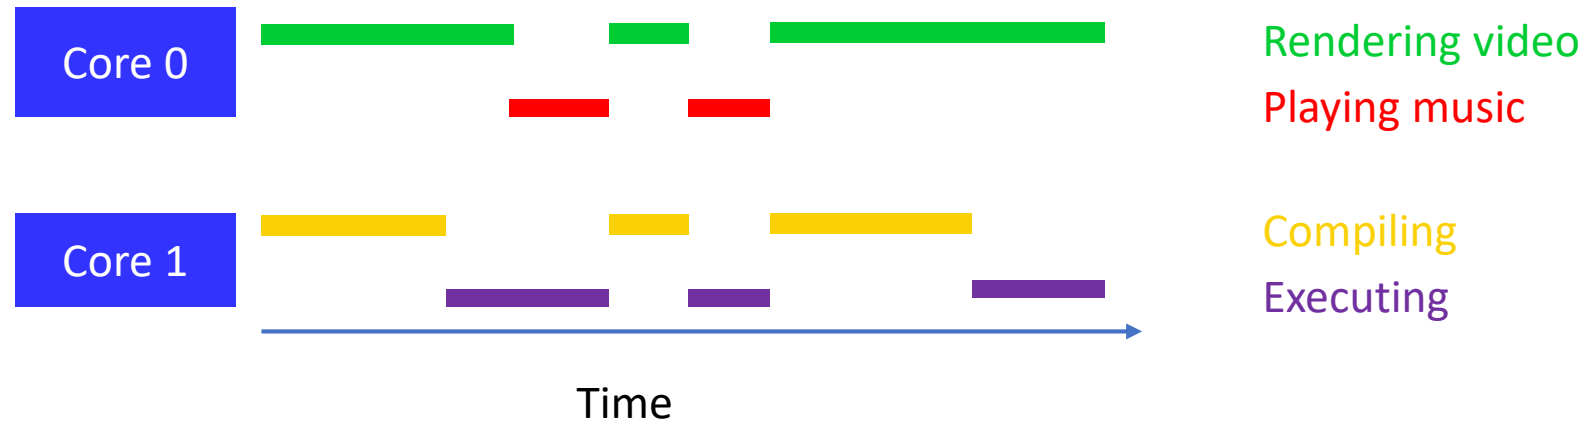 Core 0
Rendering video
Playing music
Core 1
Compiling
Executing
Time